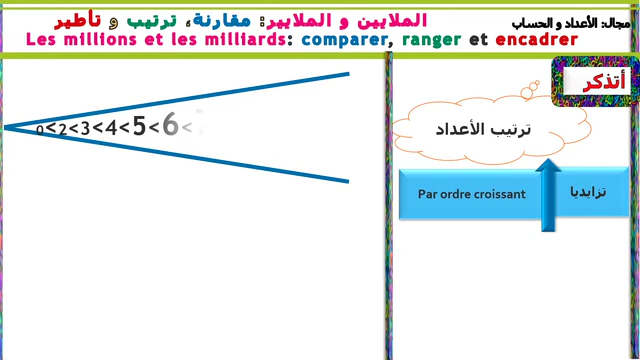 مجال: الأعداد و الحساب
الملايين و الملايير: مقارنة، ترتيب و تأطير
Les millions et les milliards: comparer, ranger et encadrer
أتذكر
ترتيب الأعداد
0<2<3<4<5<6<
Par ordre croissant
تزايديا